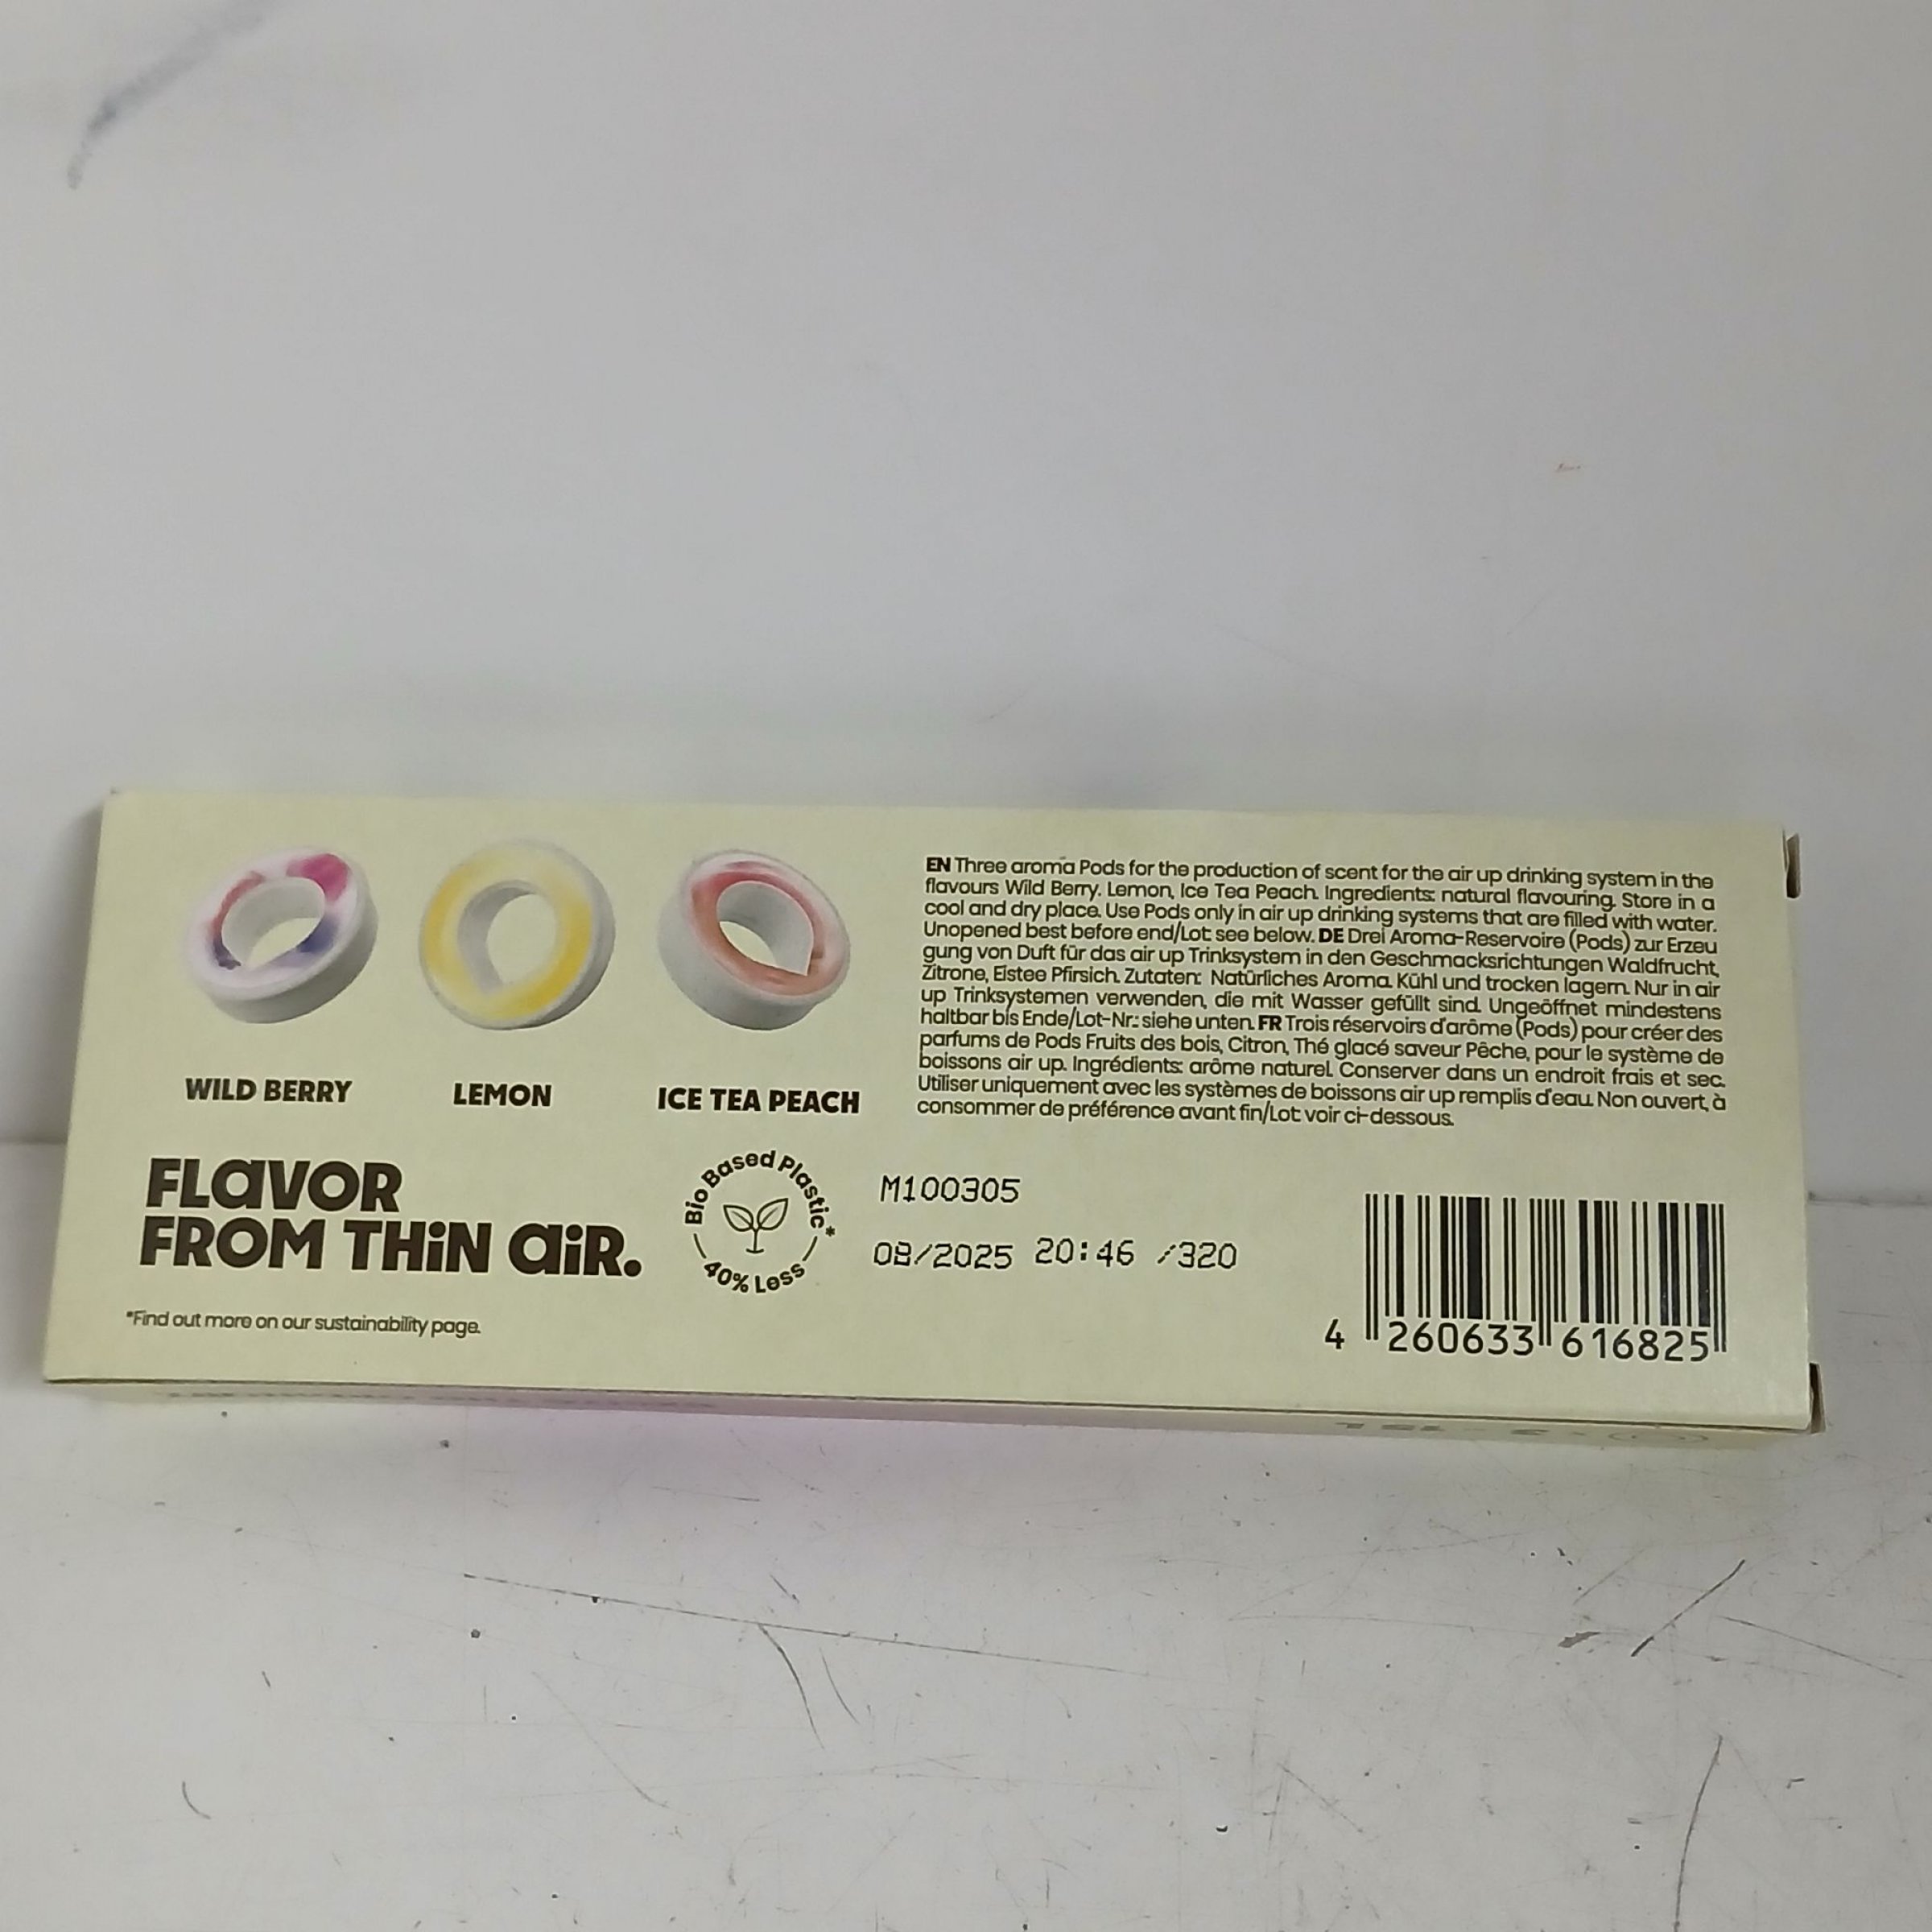 WILD BERRY
LEMON
ICE TEA PEACH
EN Three aroma Pods for the production of scent for the air up drinking system in the
flavours Wild Berry. Lemon, Ice Tea Peach. Ingredients: natural flavouring. Store in a
cool and dry place. Use Pods only in air up drinking systems that are filled with water.
Unopened best before end/Lot: see below. DE Drei Aroma-Reservoire (Pods) zur Erzeu
gung von Duft für das air up Trinksystem in den Geschmacksrichtungen Waldfrucht,
Zitrone, Eistee Pfirsich. Zutaten: Natürliches Aroma. Kühl und trocken lagern. Nur in air
up Trinksystemen verwenden, die mit Wasser gefüllt sind. Ungeöffnet mindestens
haltbar bis Ende/Lot-Nr.: siehe unten. FR Trois réservoirs d'arôme (Pods) pour créer des
parfums de Pods Fruits des bois, Citron, Thé glacé saveur Pêche, pour le système de
boissons air up. Ingrédients: arôme naturel. Conserver dans un endroit frais et sec.
Utiliser uniquement avec les systèmes de boissons air up remplis d'eau. Non ouvert, à
consommer de préférence avant fin/Lot: voir ci-dessous.
FLaVOR
FROM THiN aiR.
*Find out more on our sustainability page.
Bio Based Plastic*
40% Less
M100305
08/2025 20:46 /320
4 260633 616825